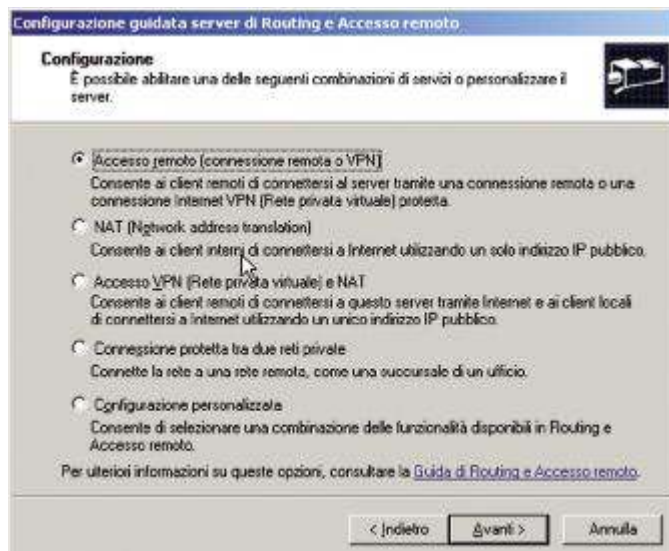 Configurazione guidata server di Routing e Accesso remoto
Configurazione
È possibile abilitare una delle seguenti combinazioni di servizi o personalizzare il
server.
Accesso remoto (connessione remota o VPN)
Consente ai client remoti di connettersi al server tramite una connessione remota o una
connessione Internet VPN (Rete privata virtuale) protetta.
NAT (Network address translation)
Consente ai client interni di connettersi a Internet utilizzando un solo indirizzo IP pubblico.
Accesso VPN (Rete privata virtuale) e NAT
Consente ai client remoti di connettersi a questo server tramite Internet e ai client locali
di connettersi a Internet utilizzando un unico indirizzo IP pubblico.
Connessione protetta tra due reti private
Connette la rete a una rete remota, come una succursale di un ufficio.
Configurazione personalizzata
Consente di selezionare una combinazione delle funzionalità disponibili in Routing e
Accesso remoto.
Per ulteriori informazioni su queste opzioni, consultare la Guida di Routing e Accesso remoto.
< Indietro Avanti > Annulla